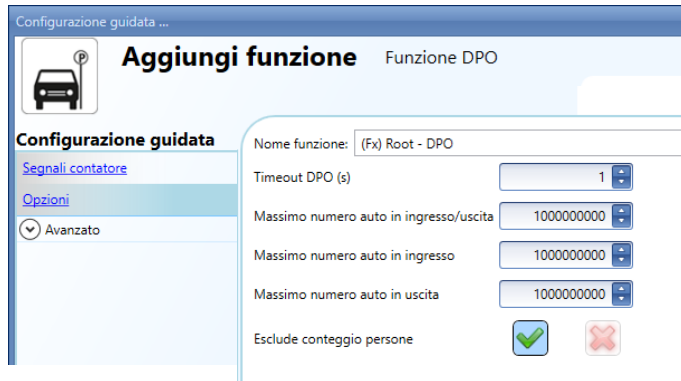 Configurazione guidata ...
P
Aggiungi funzione Funzione DPO
Configurazione guidata
Segnali contatore
Opzioni
Avanzato
Nome funzione: (Fx) Root - DPO
Timeout DPO (s) 1
Massimo numero auto in ingresso/uscita 1000000000
Massimo numero auto in ingresso 1000000000
Massimo numero auto in uscita 1000000000
Esclude conteggio persone